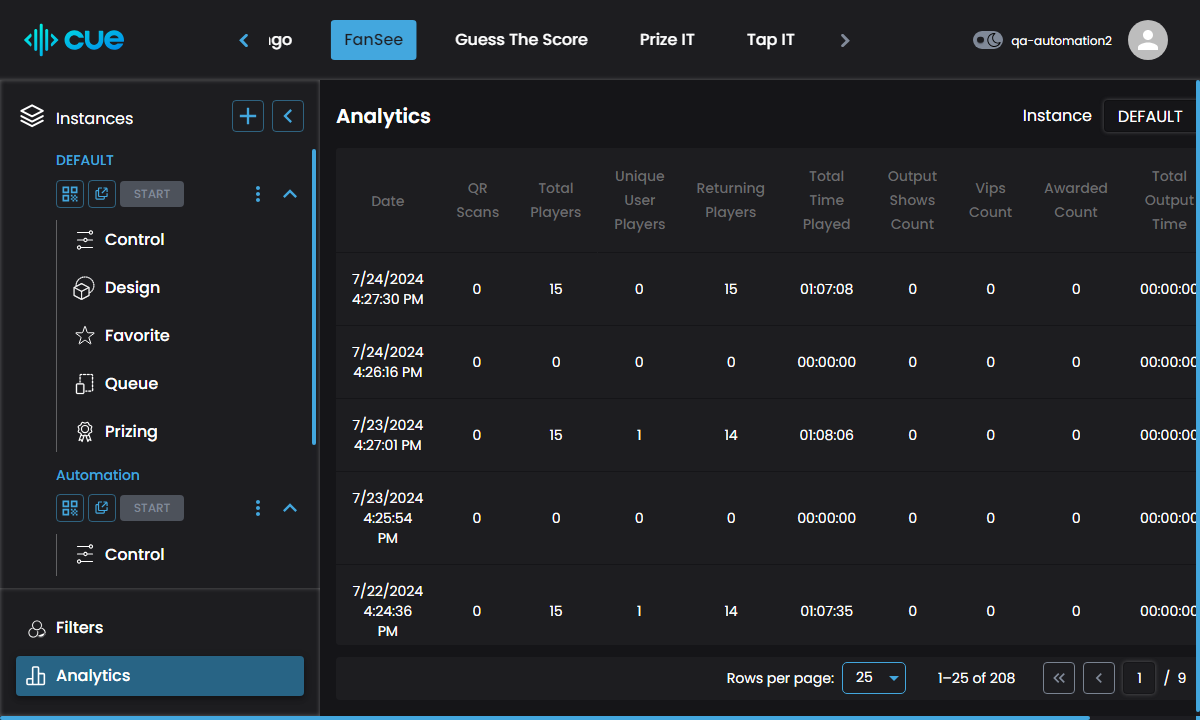 cue
ngo
FanSee
Guess The Score
Prize IT
Tap IT
qa-automation2
Instances
DEFAULT
START
Control
Design
Favorite
Queue
Prizing
Automation
START
Control
Filters
Analytics
Analytics
Instance DEFAULT
Date
QR
Scans
Total
Players
Unique
User
Players
Returning
Players
Total
Time
Played
Output
Shows
Count
Vips
Count
Awarded
Count
Total
Output
Time
7/24/2024
4:27:30 PM
0 15 0 15 01:07:08 0 0 0 00:00:00
7/24/2024
4:26:16 PM
0 0 0 0 00:00:00 0 0 0 00:00:00
7/23/2024
4:27:01 PM
0 15 1 14 01:08:06 0 0 0 00:00:00
7/23/2024
4:25:54
PM
0 0 0 0 00:00:00 0 0 0 00:00:00
7/22/2024
4:24:36
PM
0 15 1 14 01:07:35 0 0 0 00:00:00
Rows per page: 25 1–25 of 208 1 / 9